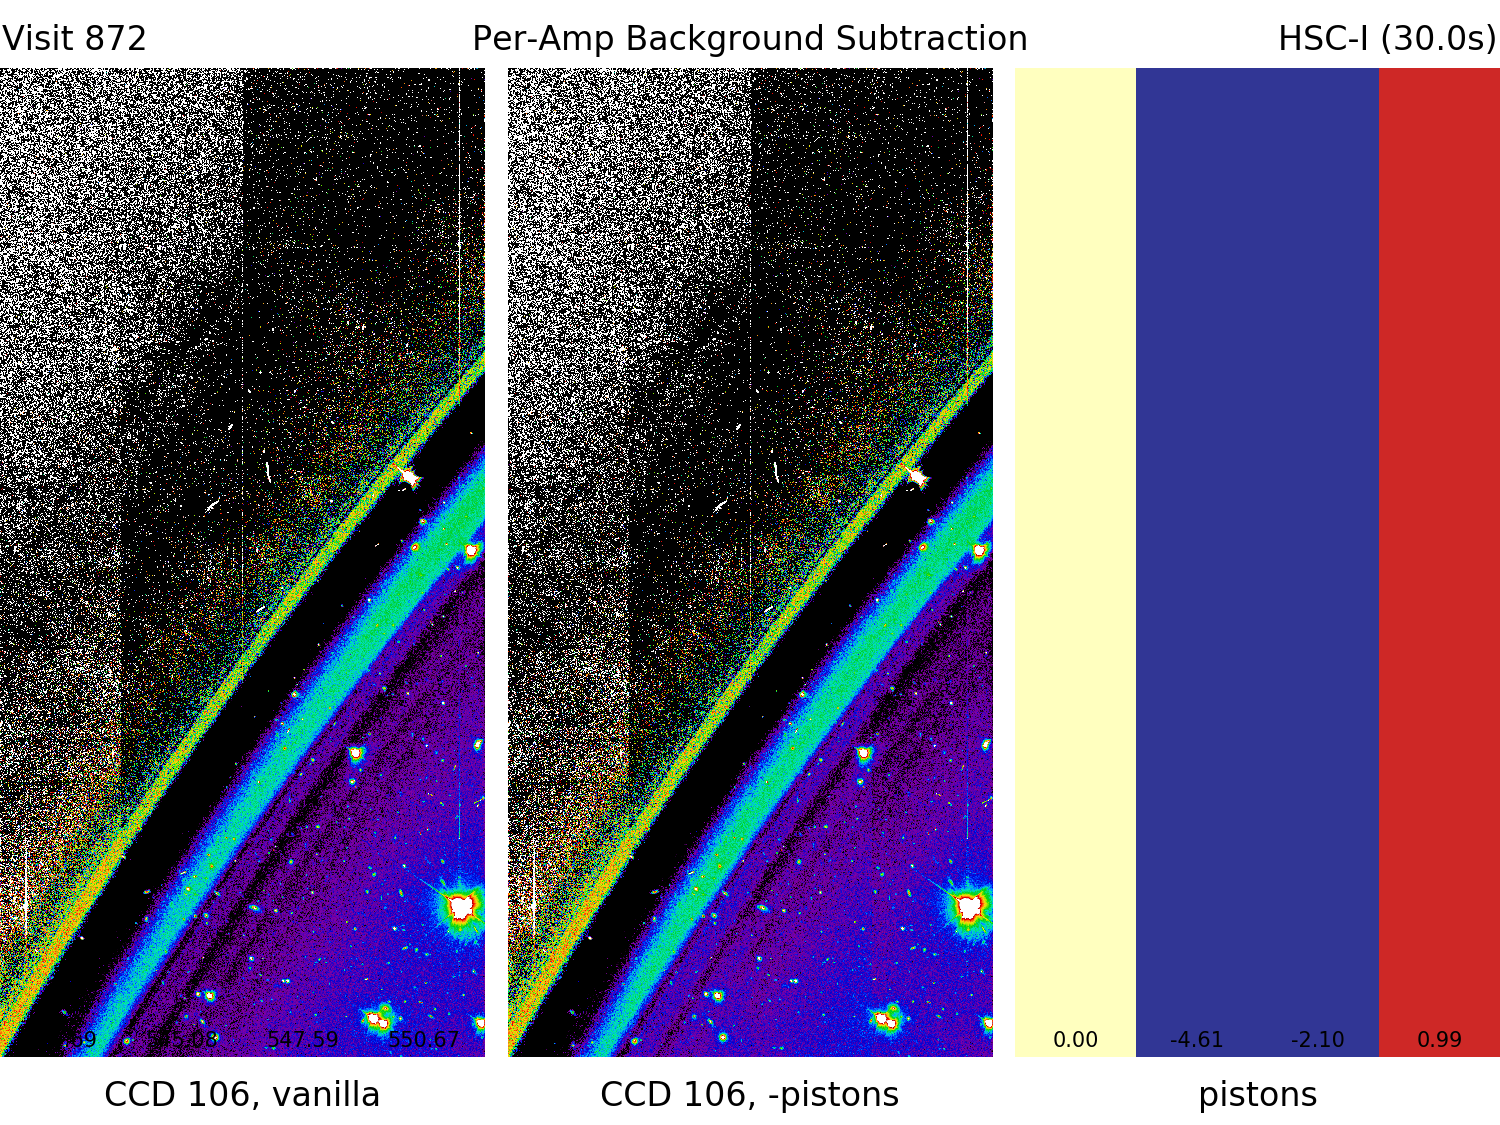 Visit 872 Per-Amp Background Subtraction HSC-I (30.0s)
547.59 550.67
0.00 -4.61 -2.10 0.99
CCD 106, vanilla CCD 106, -pistons pistons